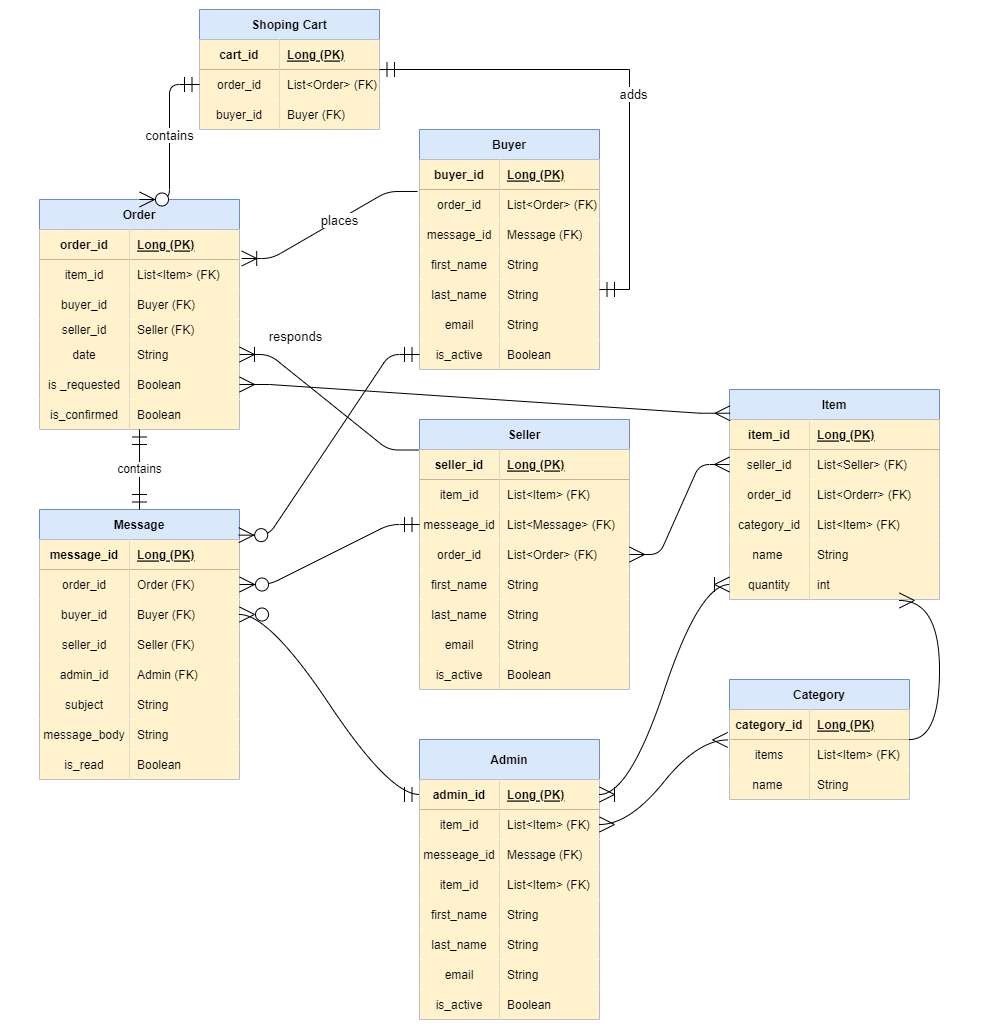 Shoping Cart
cart_id Long (PK)
order_id List<Order> (FK)
buyer_id Buyer (FK)
adds
contains
Buyer
buyer_id Long (PK)
order_id List<Order> (FK)
message_id Message (FK)
first_name String
last_name String
email String
is_active Boolean
places
Order
order_id Long (PK)
item_id List<Item> (FK)
buyer_id Buyer (FK)
seller_id Seller (FK)
date String
is _requested Boolean
is_confirmed Boolean
responds
contains
Item
item_id Long (PK)
seller_id List<Seller> (FK)
order_id List<Orderr> (FK)
category_id List<Item> (FK)
name String
quantity int
Seller
seller_id Long (PK)
item_id List<Item> (FK)
messeage_id List<Message> (FK)
order_id List<Order> (FK)
first_name String
last_name String
email String
is_active Boolean
Message
message_id Long (PK)
order_id Order (FK)
buyer_id Buyer (FK)
seller_id Seller (FK)
admin_id Admin (FK)
subject String
message_body String
is_read Boolean
Category
category_id Long (PK)
items List<Item> (FK)
name String
Admin
admin_id Long (PK)
item_id List<Item> (FK)
messeage_id Message (FK)
item_id List<Item> (FK)
first_name String
last_name String
email String
is_active Boolean